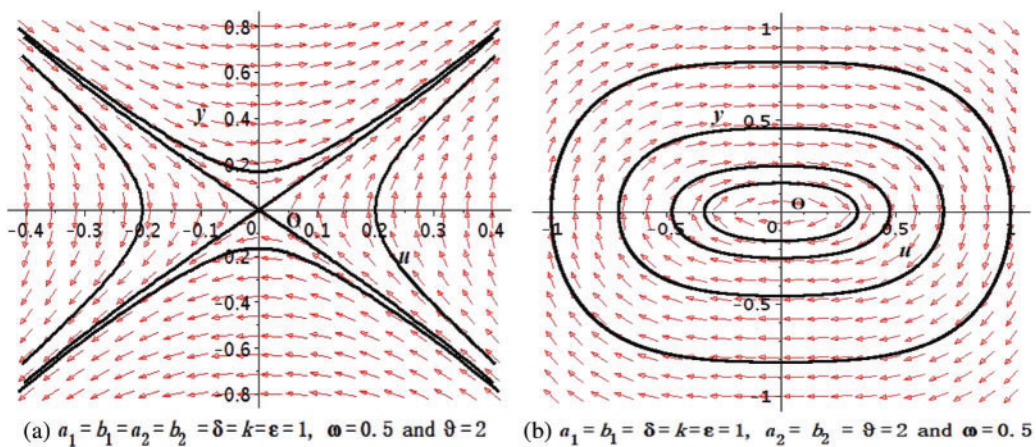 0.8
0.6
y 0.4
0.2
O
-0.4 -0.3 -0.2 -0.1 0 0.1 0.2 0.3 0.4
u
-0.2
-0.4
-0.6
-0.8
(a) a₁=b₁=a₂=b₂ =δ=k=ε=1, ω=0.5 and ϑ=2
1
y 0.5
O
-1 -0.5 0 0.5 1
u
-0.5
-1
(b) a₁=b₁= δ=k=ε=1, a₂ = b₂ = ϑ=2 and ω=0.5